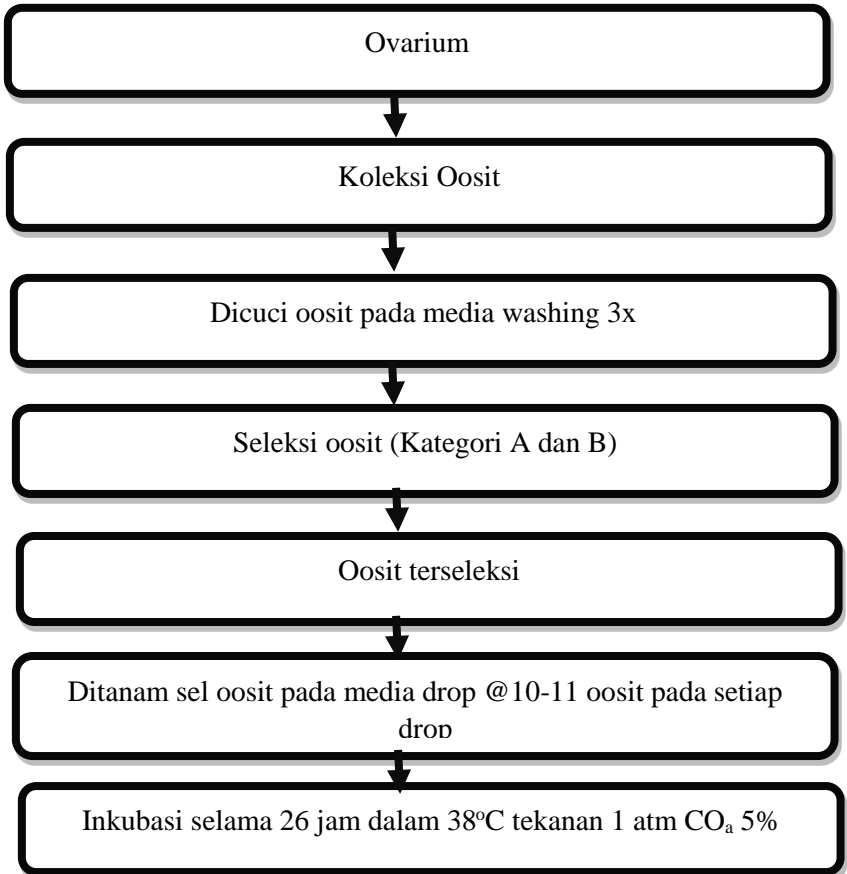 Ovarium
Koleksi Oosit
Dicuci oosit pada media washing 3x
Seleksi oosit (Kategori A dan B)
Oosit terseleksi
Ditanam sel oosit pada media drop @10-11 oosit pada setiap
drop
Inkubasi selama 26 jam dalam 38ºC tekanan 1 atm COₐ 5%